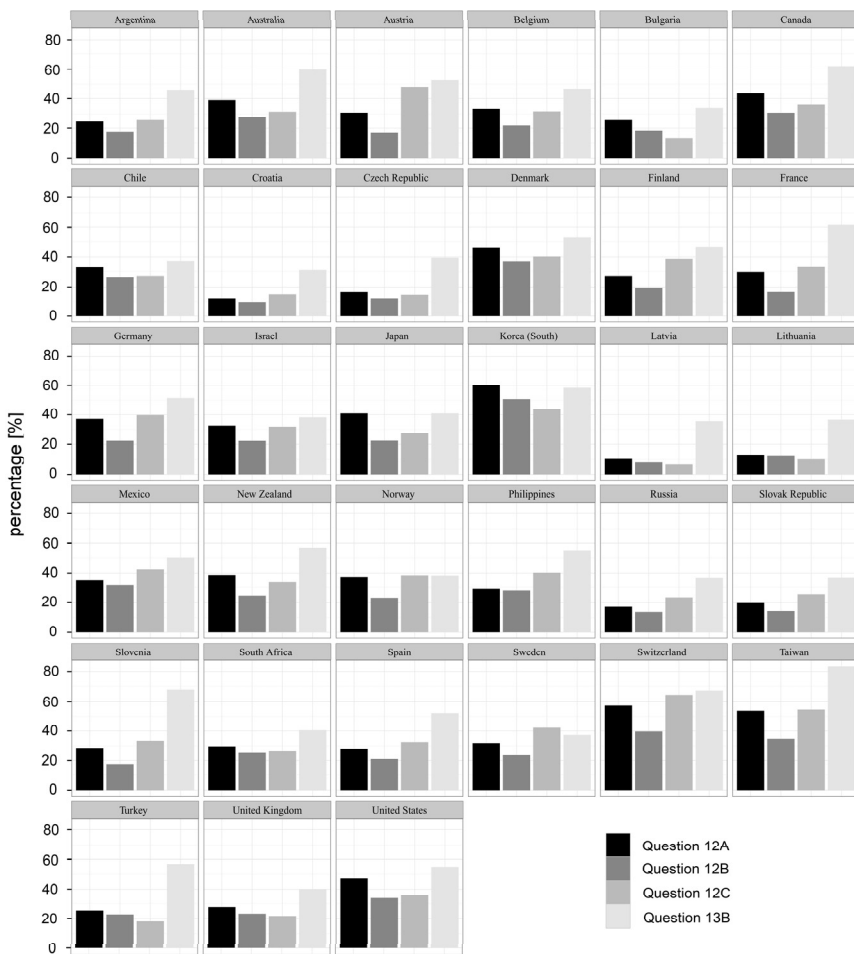 Argentina Australia Austria Belgium Bulgaria Canada
80
60
40
20
0
Chile Croatia Czech Republic Denmark Finland France
80
60
40
20
0
Germany Israel Japan Korea (South) Latvia Lithuania
80
60
40
20
0
percentage [%]
Mexico New Zealand Norway Philippines Russia Slovak Republic
80
60
40
20
0
Slovenia South Africa Spain Sweden Switzerland Taiwan
80
60
40
20
0
Turkey United Kingdom United States
80
60
40
20
0
Question 12A
Question 12B
Question 12C
Question 13B